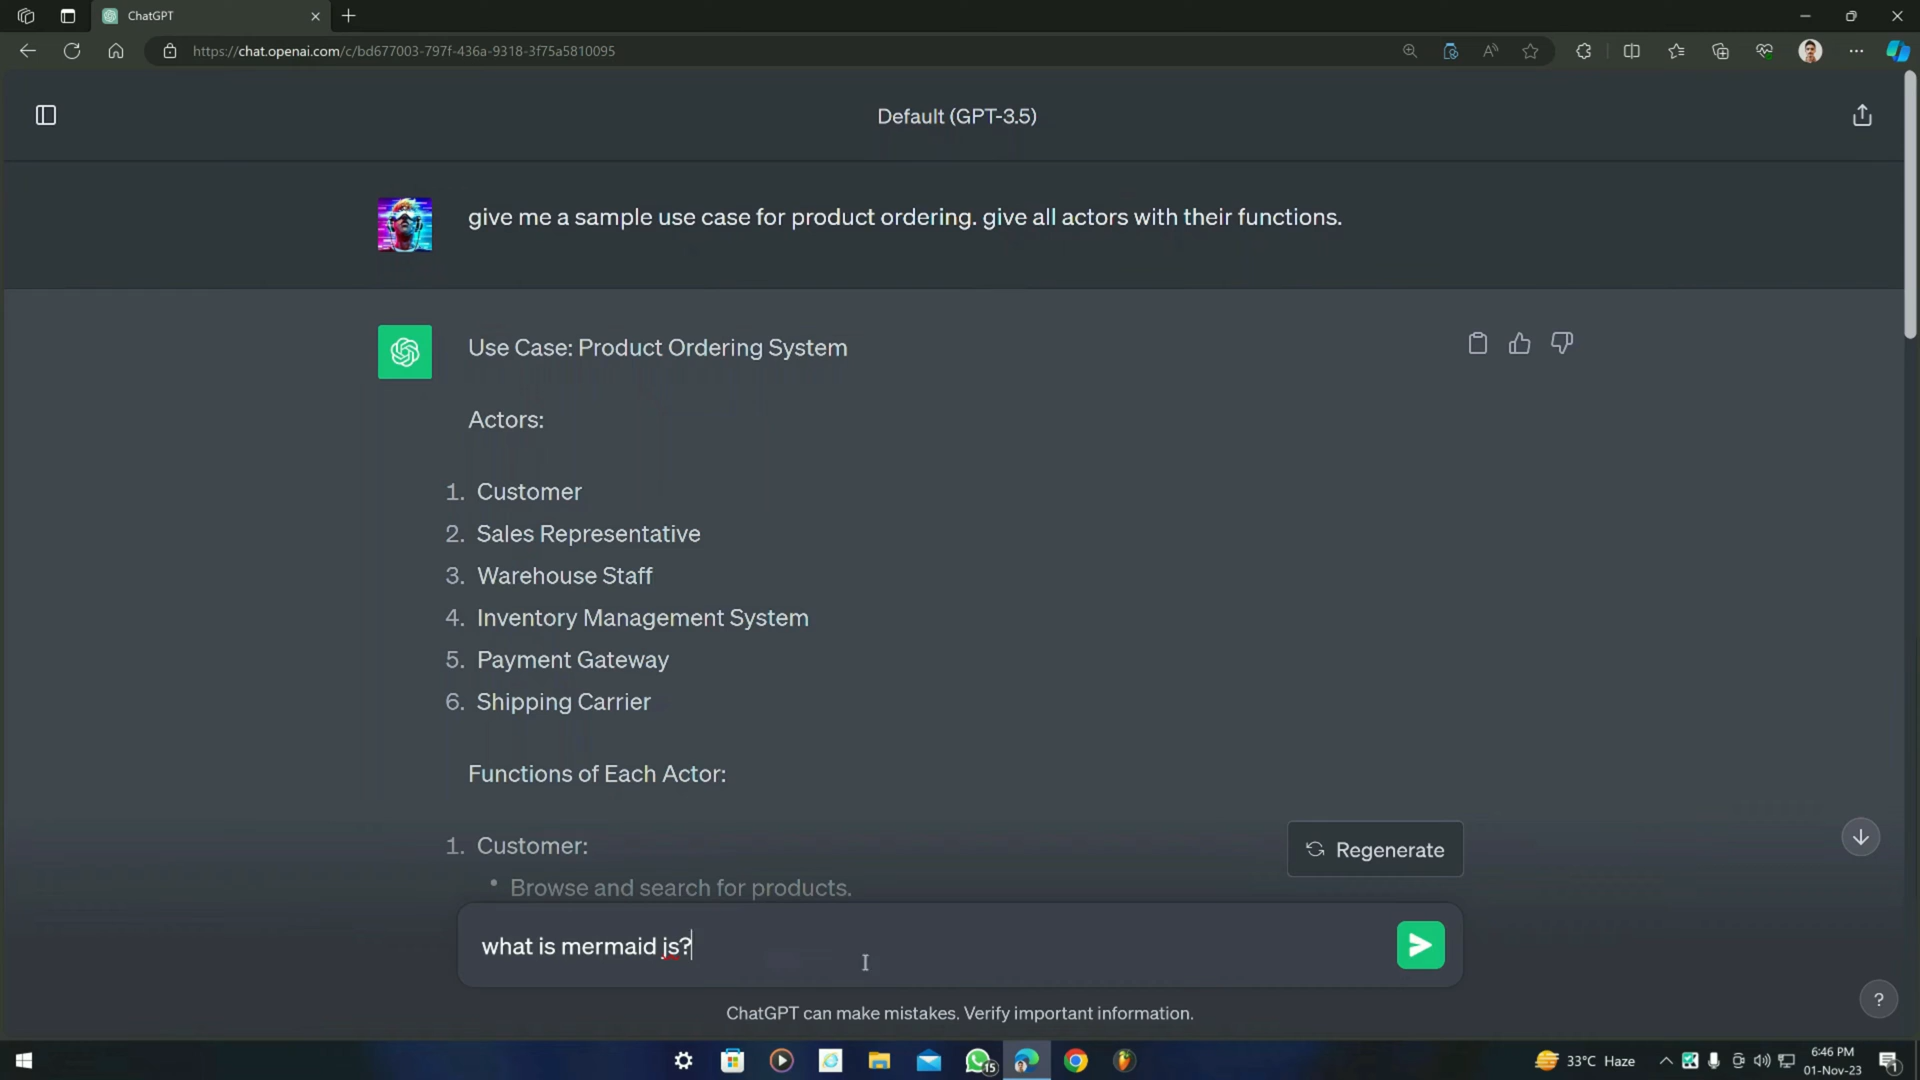 ChatGPT
https://chat.openai.com/c/bd677003-797f-436a-9318-3f75a5810095
Default (GPT-3.5)
give me a sample use case for product ordering. give all actors with their functions.
Use Case: Product Ordering System
Actors:
1. Customer
2. Sales Representative
3. Warehouse Staff
4. Inventory Management System
5. Payment Gateway
6. Shipping Carrier
Functions of Each Actor:
1. Customer:
• Browse and search for products.
Regenerate
what is mermaid js?
ChatGPT can make mistakes. Verify important information.
?
15
33°C Haze
6:46 PM
01-Nov-23
1